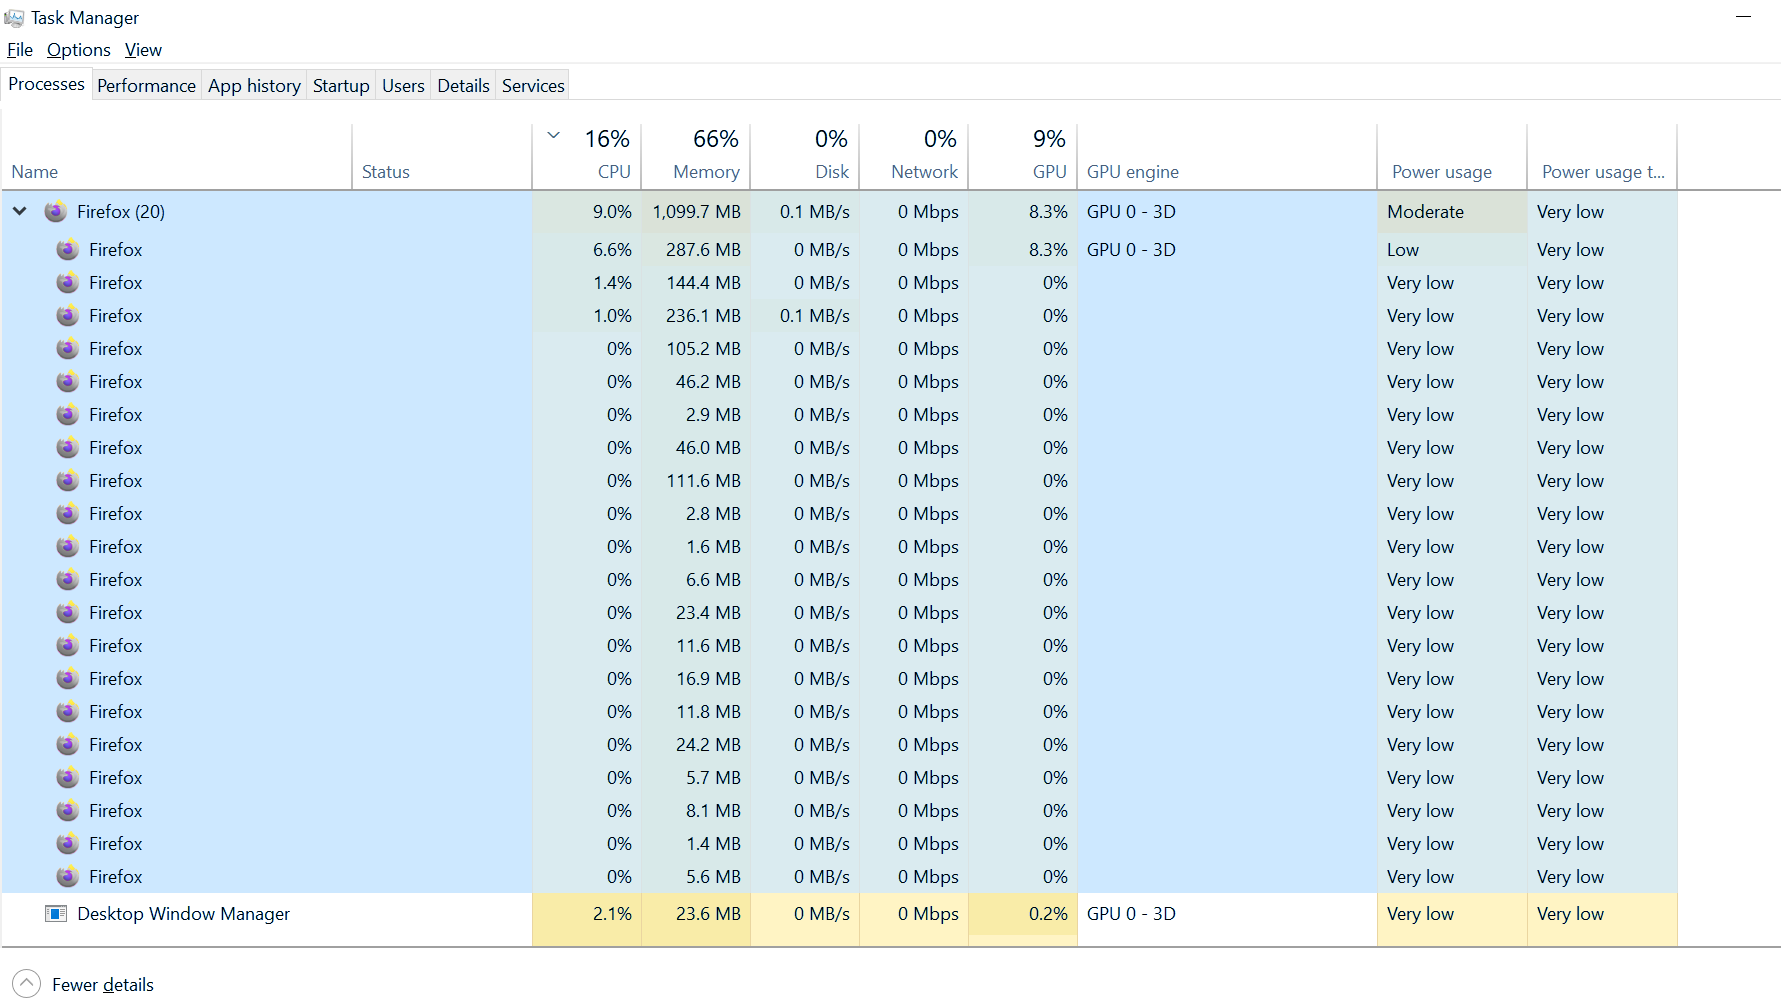 Task Manager
File Options View
Processes Performance App history Startup Users Details Services
16% 66% 0% 0% 9%
Name Status CPU Memory Disk Network GPU GPU engine Power usage Power usage t...
Firefox (20) 9.0% 1,099.7 MB 0.1 MB/s 0 Mbps 8.3% GPU 0 - 3D Moderate Very low
Firefox 6.6% 287.6 MB 0 MB/s 0 Mbps 8.3% GPU 0 - 3D Low Very low
Firefox 1.4% 144.4 MB 0 MB/s 0 Mbps 0% Very low Very low
Firefox 1.0% 236.1 MB 0.1 MB/s 0 Mbps 0% Very low Very low
Firefox 0% 105.2 MB 0 MB/s 0 Mbps 0% Very low Very low
Firefox 0% 46.2 MB 0 MB/s 0 Mbps 0% Very low Very low
Firefox 0% 2.9 MB 0 MB/s 0 Mbps 0% Very low Very low
Firefox 0% 46.0 MB 0 MB/s 0 Mbps 0% Very low Very low
Firefox 0% 111.6 MB 0 MB/s 0 Mbps 0% Very low Very low
Firefox 0% 2.8 MB 0 MB/s 0 Mbps 0% Very low Very low
Firefox 0% 1.6 MB 0 MB/s 0 Mbps 0% Very low Very low
Firefox 0% 6.6 MB 0 MB/s 0 Mbps 0% Very low Very low
Firefox 0% 23.4 MB 0 MB/s 0 Mbps 0% Very low Very low
Firefox 0% 11.6 MB 0 MB/s 0 Mbps 0% Very low Very low
Firefox 0% 16.9 MB 0 MB/s 0 Mbps 0% Very low Very low
Firefox 0% 11.8 MB 0 MB/s 0 Mbps 0% Very low Very low
Firefox 0% 24.2 MB 0 MB/s 0 Mbps 0% Very low Very low
Firefox 0% 5.7 MB 0 MB/s 0 Mbps 0% Very low Very low
Firefox 0% 8.1 MB 0 MB/s 0 Mbps 0% Very low Very low
Firefox 0% 1.4 MB 0 MB/s 0 Mbps 0% Very low Very low
Firefox 0% 5.6 MB 0 MB/s 0 Mbps 0% Very low Very low
Desktop Window Manager 2.1% 23.6 MB 0 MB/s 0 Mbps 0.2% GPU 0 - 3D Very low Very low
Fewer details